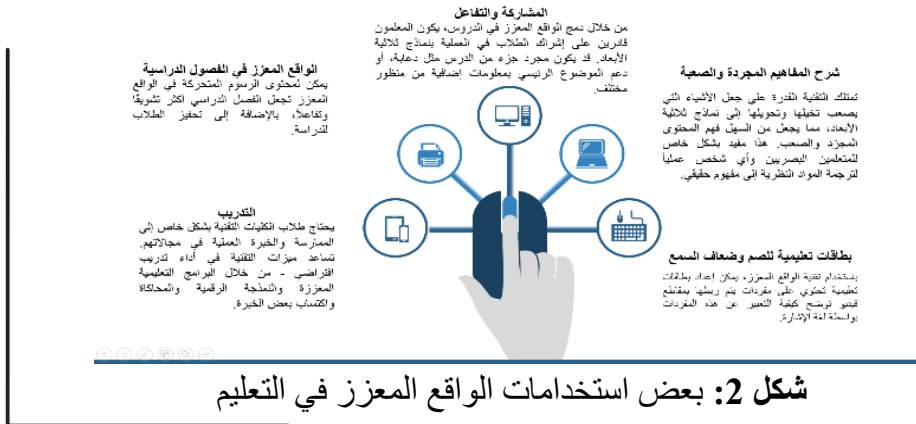 المشاركة والتفاعل
من خلال دمج الواقع المعزز في الدروس، يكون المعلمون
قادرين على إشراك الطلاب في العملية بنماذج ثلاثية
الأبعاد. قد يكون مجرد جزء من الدرس مثل دعابة، أو
دعم الموضوع الرئيسي بمعلومات إضافية من منظور
مختلف.
شرح المفاهيم المجردة والصعبة
تمتلك التقنية القدرة على جعل الأشياء التي
يصعب تخيلها وتحويلها إلى نماذج ثلاثية
الأبعاد، مما يجعل من السهل فهم المحتوى
المجرد والصعب. هذا مفيد بشكل خاص
للمتعلمين البصريين وأي شخص عملياً
لترجمة المواد النظرية إلى مفهوم حقيقي.
الواقع المعزز في الفصول الدراسية
يمكن لمحتوى الرسوم المتحركة في الواقع
المعزز تجعل الفصل الدراسي أكثر تشويقًا
وتفاعلاً، بالإضافة إلى تحفيز الطلاب
للدراسة.
بطاقات تعليمية للصم وضعاف السمع
باستخدام تقنية الواقع المعزز، يمكن إعداد بطاقات
تعليمية تحتوي على مفردات يتم ربطها بمقاطع
فيديو توضح كيفية التعبير عن هذه المفردات
بواسطة لغة الإشارة.
التدريب
يحتاج طلاب الكليات التقنية بشكل خاص إلى
الممارسة والخبرة العملية في مجالاتهم.
تساعد ميزات التقنية في أداء تدريب
افتراضي - من خلال البرامج التعليمية
المعززة والنمذجة الرقمية والمحاكاة
واكتساب بعض الخبرة.
شكل 2: بعض استخدامات الواقع المعزز في التعليم